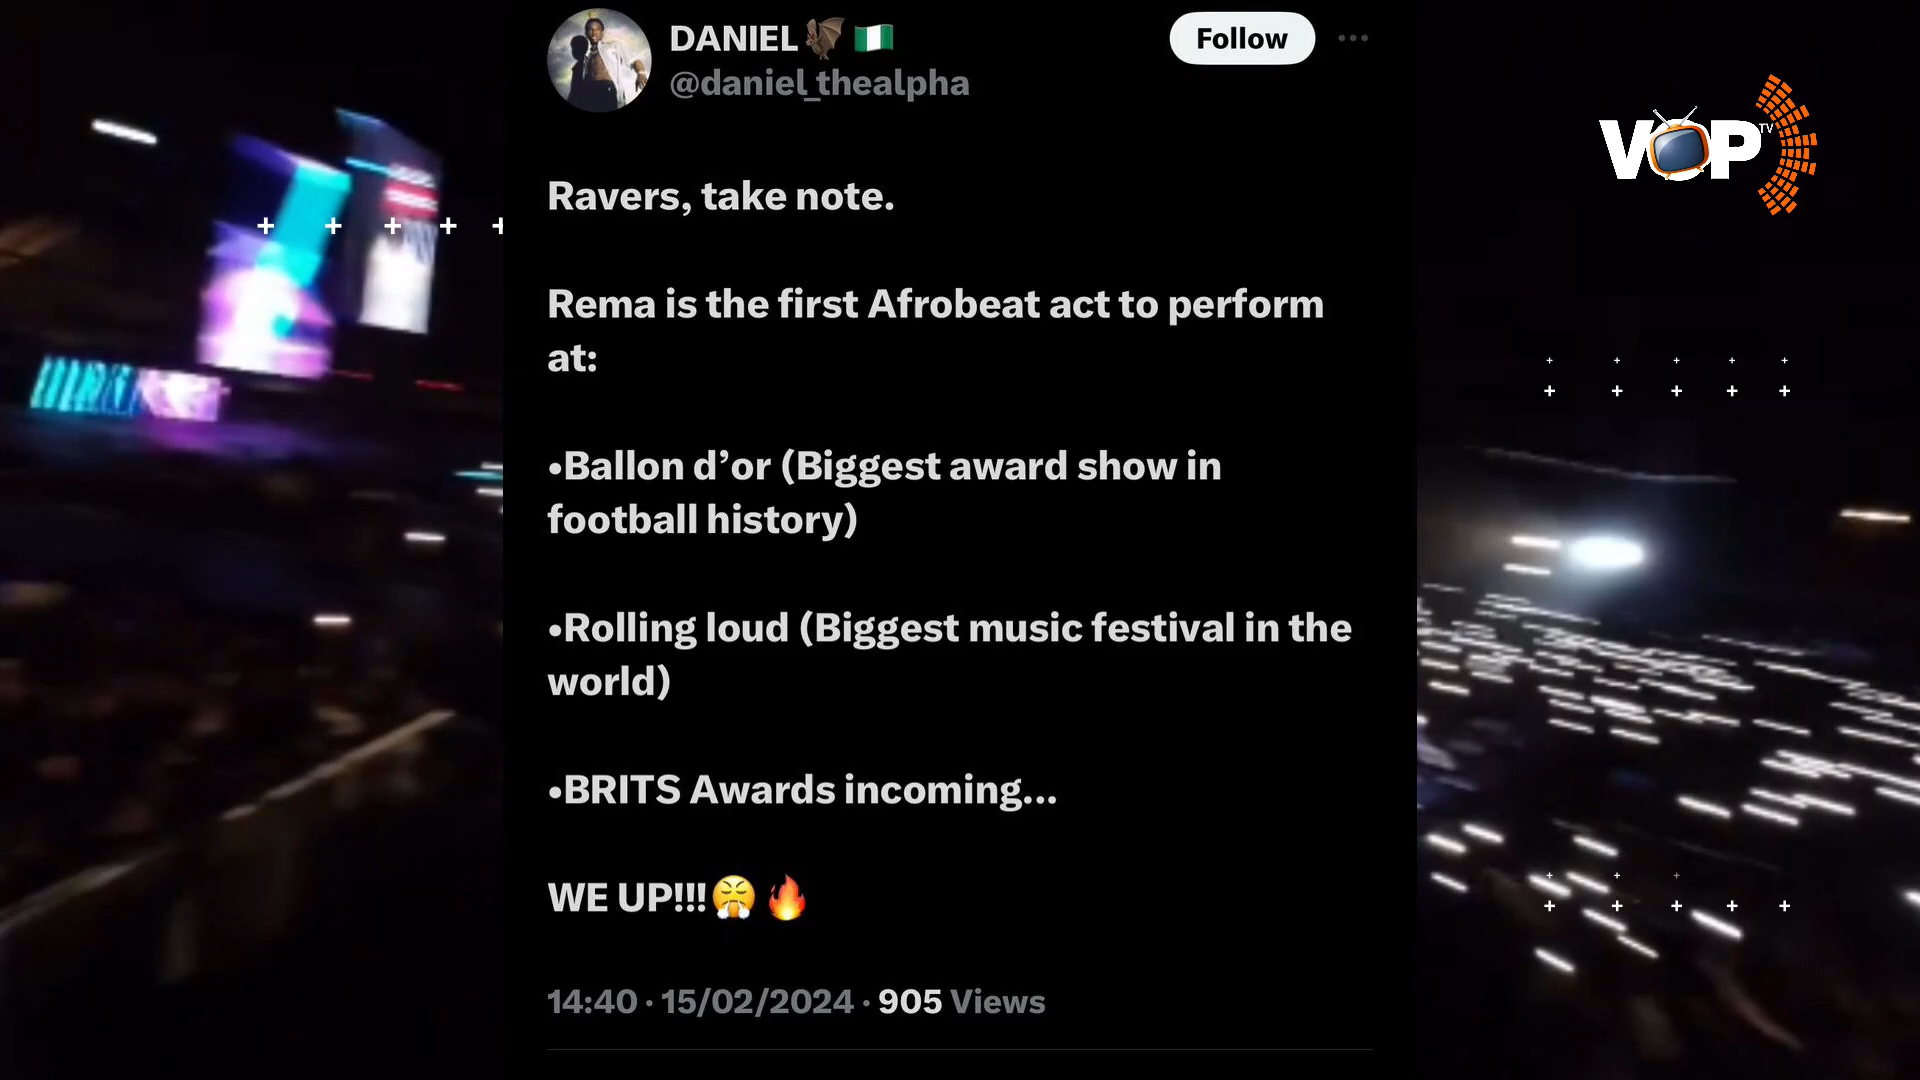 DANIEL🦇🇳🇬
Follow
@daniel_thealpha
VOP TV
Ravers, take note.
Rema is the first Afrobeat act to perform
at:
•Ballon d’or (Biggest award show in
football history)
•Rolling loud (Biggest music festival in the
world)
•BRITS Awards incoming...
WE UP!!!😤🔥
14:40 · 15/02/2024 · 905 Views